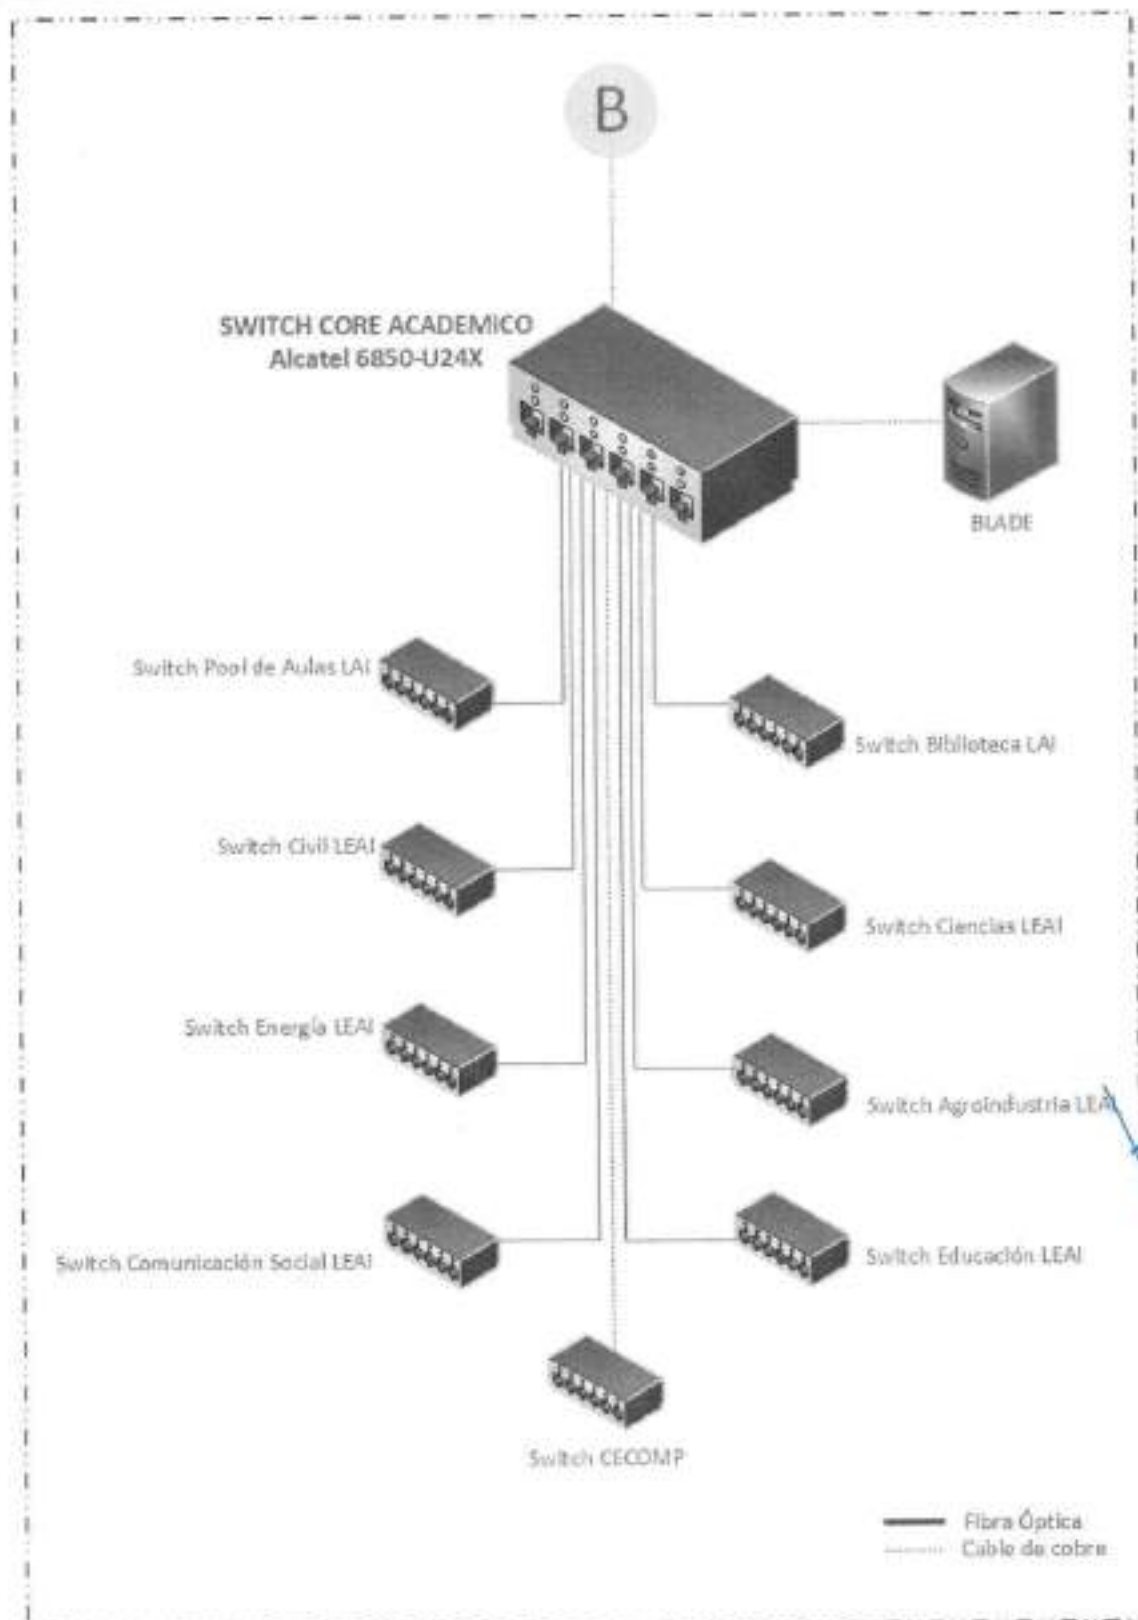 B
SWITCH CORE ACADEMICO
Alcatel 6850-U24X
BLADE
Switch Pool de Aulas LAI
Switch Biblioteca LAI
Switch Civil LEAI
Switch Ciencias LEAI
Switch Energía LEAI
Switch Agroindustria LEAI
Switch Comunicación Social LEAI
Switch Educación LEAI
Switch CECOMP
Fibra Óptica
Cable de cobre